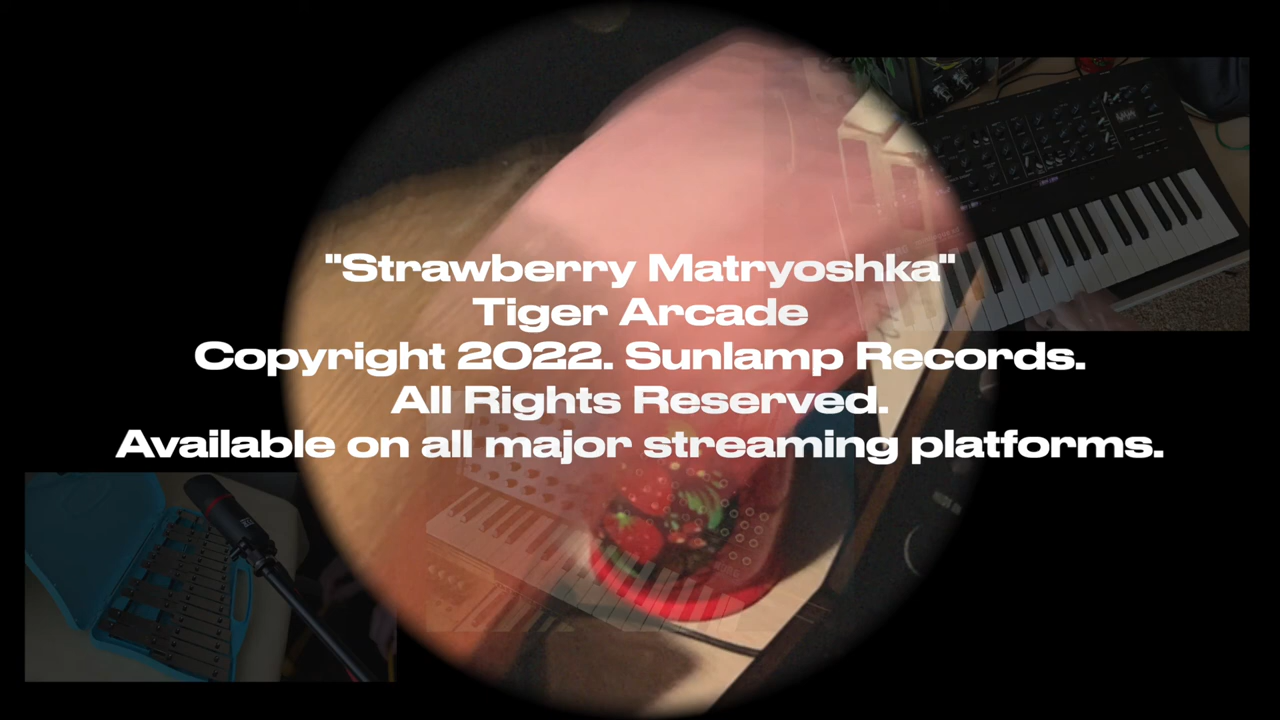 "Strawberry Matryoshka"
Tiger Arcade
Copyright 2022. Sunlamp Records.
All Rights Reserved.
Available on all major streaming platforms.